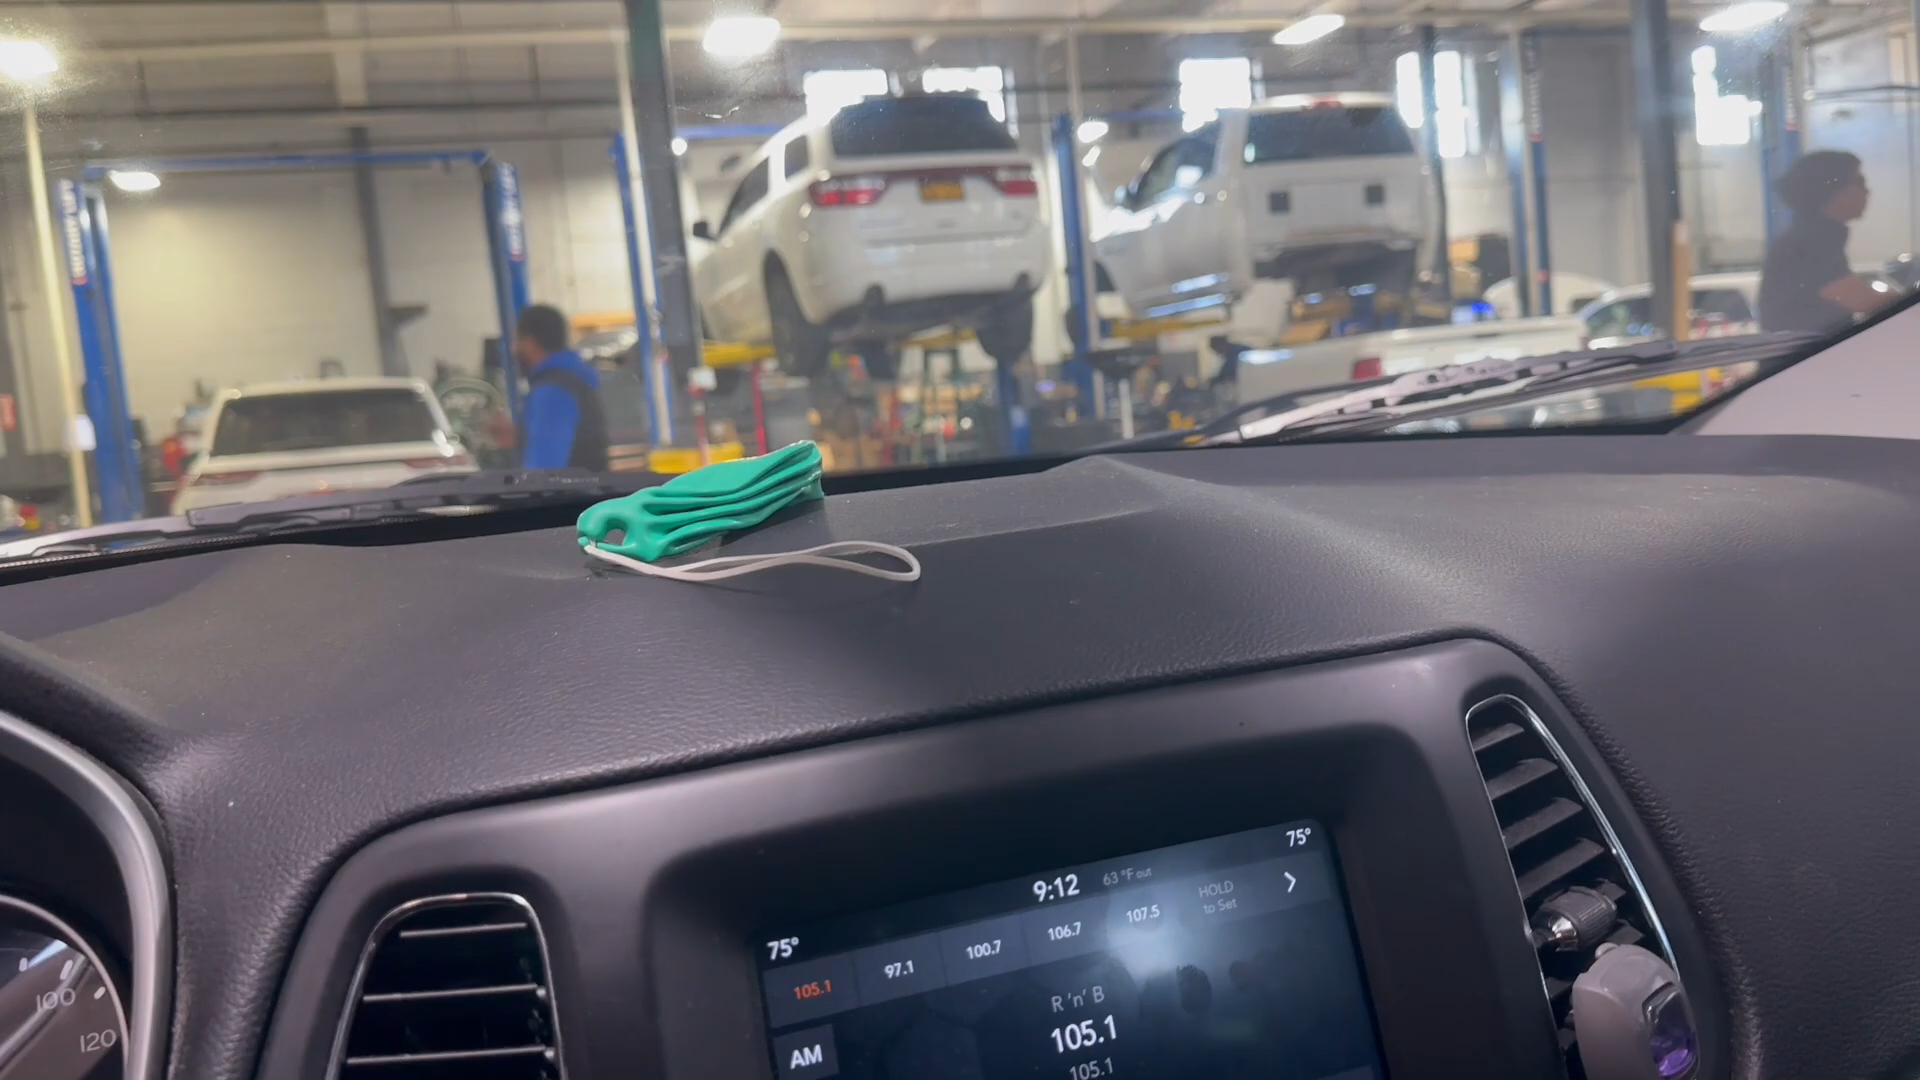 75°
9:12
63 °F out
75°
105.1
97.1
100.7
106.7
107.5
HOLD
to Set
R 'n' B
AM
105.1
105.1
100
120